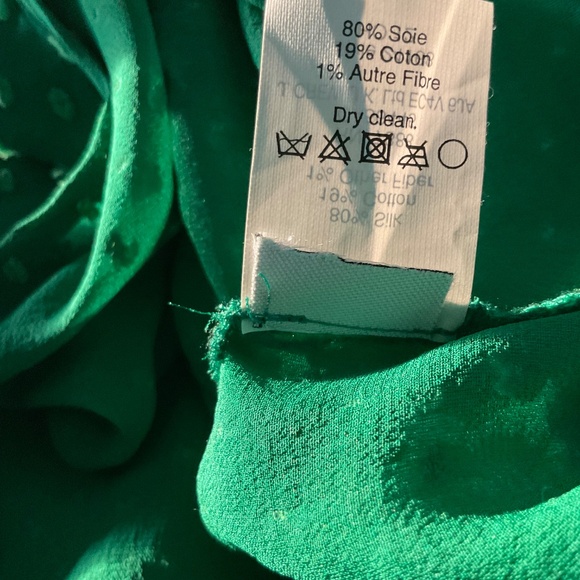 80% Soie
19% Coton
1% Autre Fibre
Dry clean.
1% Other Fiber
19% Cotton
80% Silk